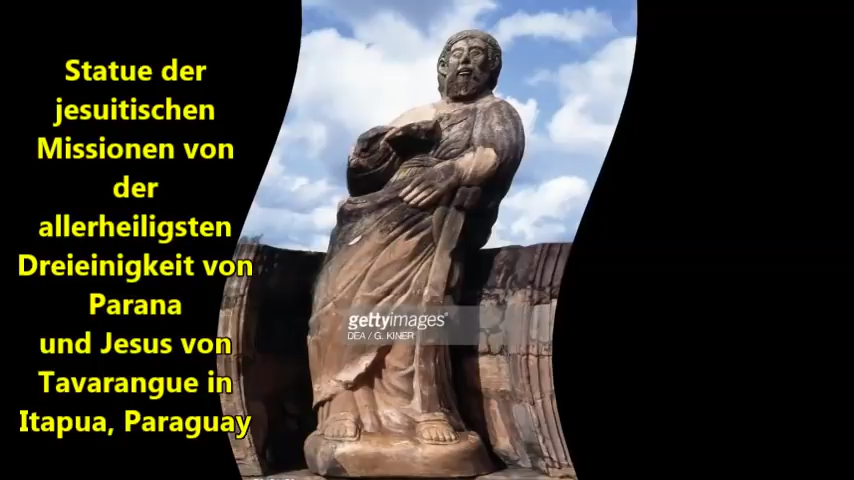 Statue der
jesuitischen
Missionen von
der
allerheiligsten
Dreieinigkeit von
Parana
und Jesus von
Tavarangue in
Itapua, Paraguay
gettyimages®
DEA / G. KINER